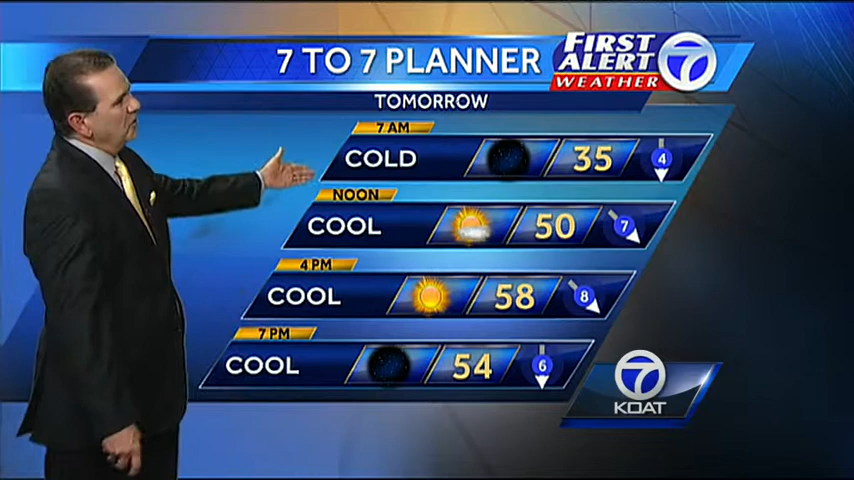 7 TO 7 PLANNER
FIRST
ALERT
WEATHER
7
TOMORROW
7 AM
COLD 35 4
NOON
COOL 50 7
4 PM
COOL 58 8
7 PM
COOL 54 6
7
KOAT